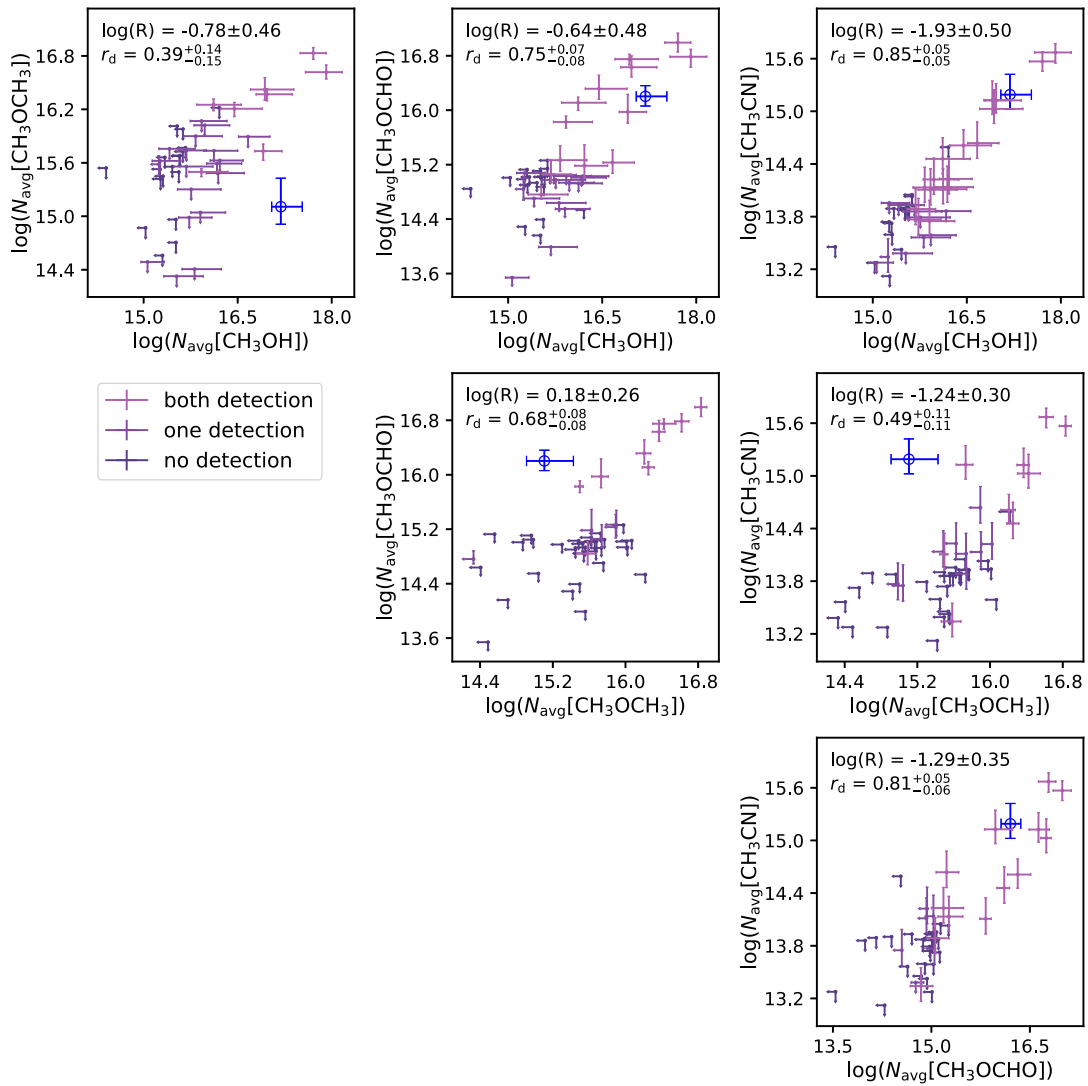 log(R) = -0.78±0.46
r_d = 0.39^{+0.14}_{-0.15}
16.8
16.2
15.6
15.0
14.4
log(N_avg[CH₃OCH₃])
15.0 16.5 18.0
log(N_avg[CH₃OH])
log(R) = -0.64±0.48
r_d = 0.75^{+0.07}_{-0.08}
16.8
16.0
15.2
14.4
13.6
log(N_avg[CH₃OCHO])
15.0 16.5 18.0
log(N_avg[CH₃OH])
log(R) = -1.93±0.50
r_d = 0.85^{+0.05}_{-0.05}
15.6
15.0
14.4
13.8
13.2
log(N_avg[CH₃CN])
15.0 16.5 18.0
log(N_avg[CH₃OH])
both detection
one detection
no detection
log(R) = 0.18±0.26
r_d = 0.68^{+0.08}_{-0.08}
16.8
16.0
15.2
14.4
13.6
log(N_avg[CH₃OCHO])
14.4 15.2 16.0 16.8
log(N_avg[CH₃OCH₃])
log(R) = -1.24±0.30
r_d = 0.49^{+0.11}_{-0.11}
15.6
15.0
14.4
13.8
13.2
log(N_avg[CH₃CN])
14.4 15.2 16.0 16.8
log(N_avg[CH₃OCH₃])
log(R) = -1.29±0.35
r_d = 0.81^{+0.05}_{-0.06}
15.6
15.0
14.4
13.8
13.2
log(N_avg[CH₃CN])
13.5 15.0 16.5
log(N_avg[CH₃OCHO])